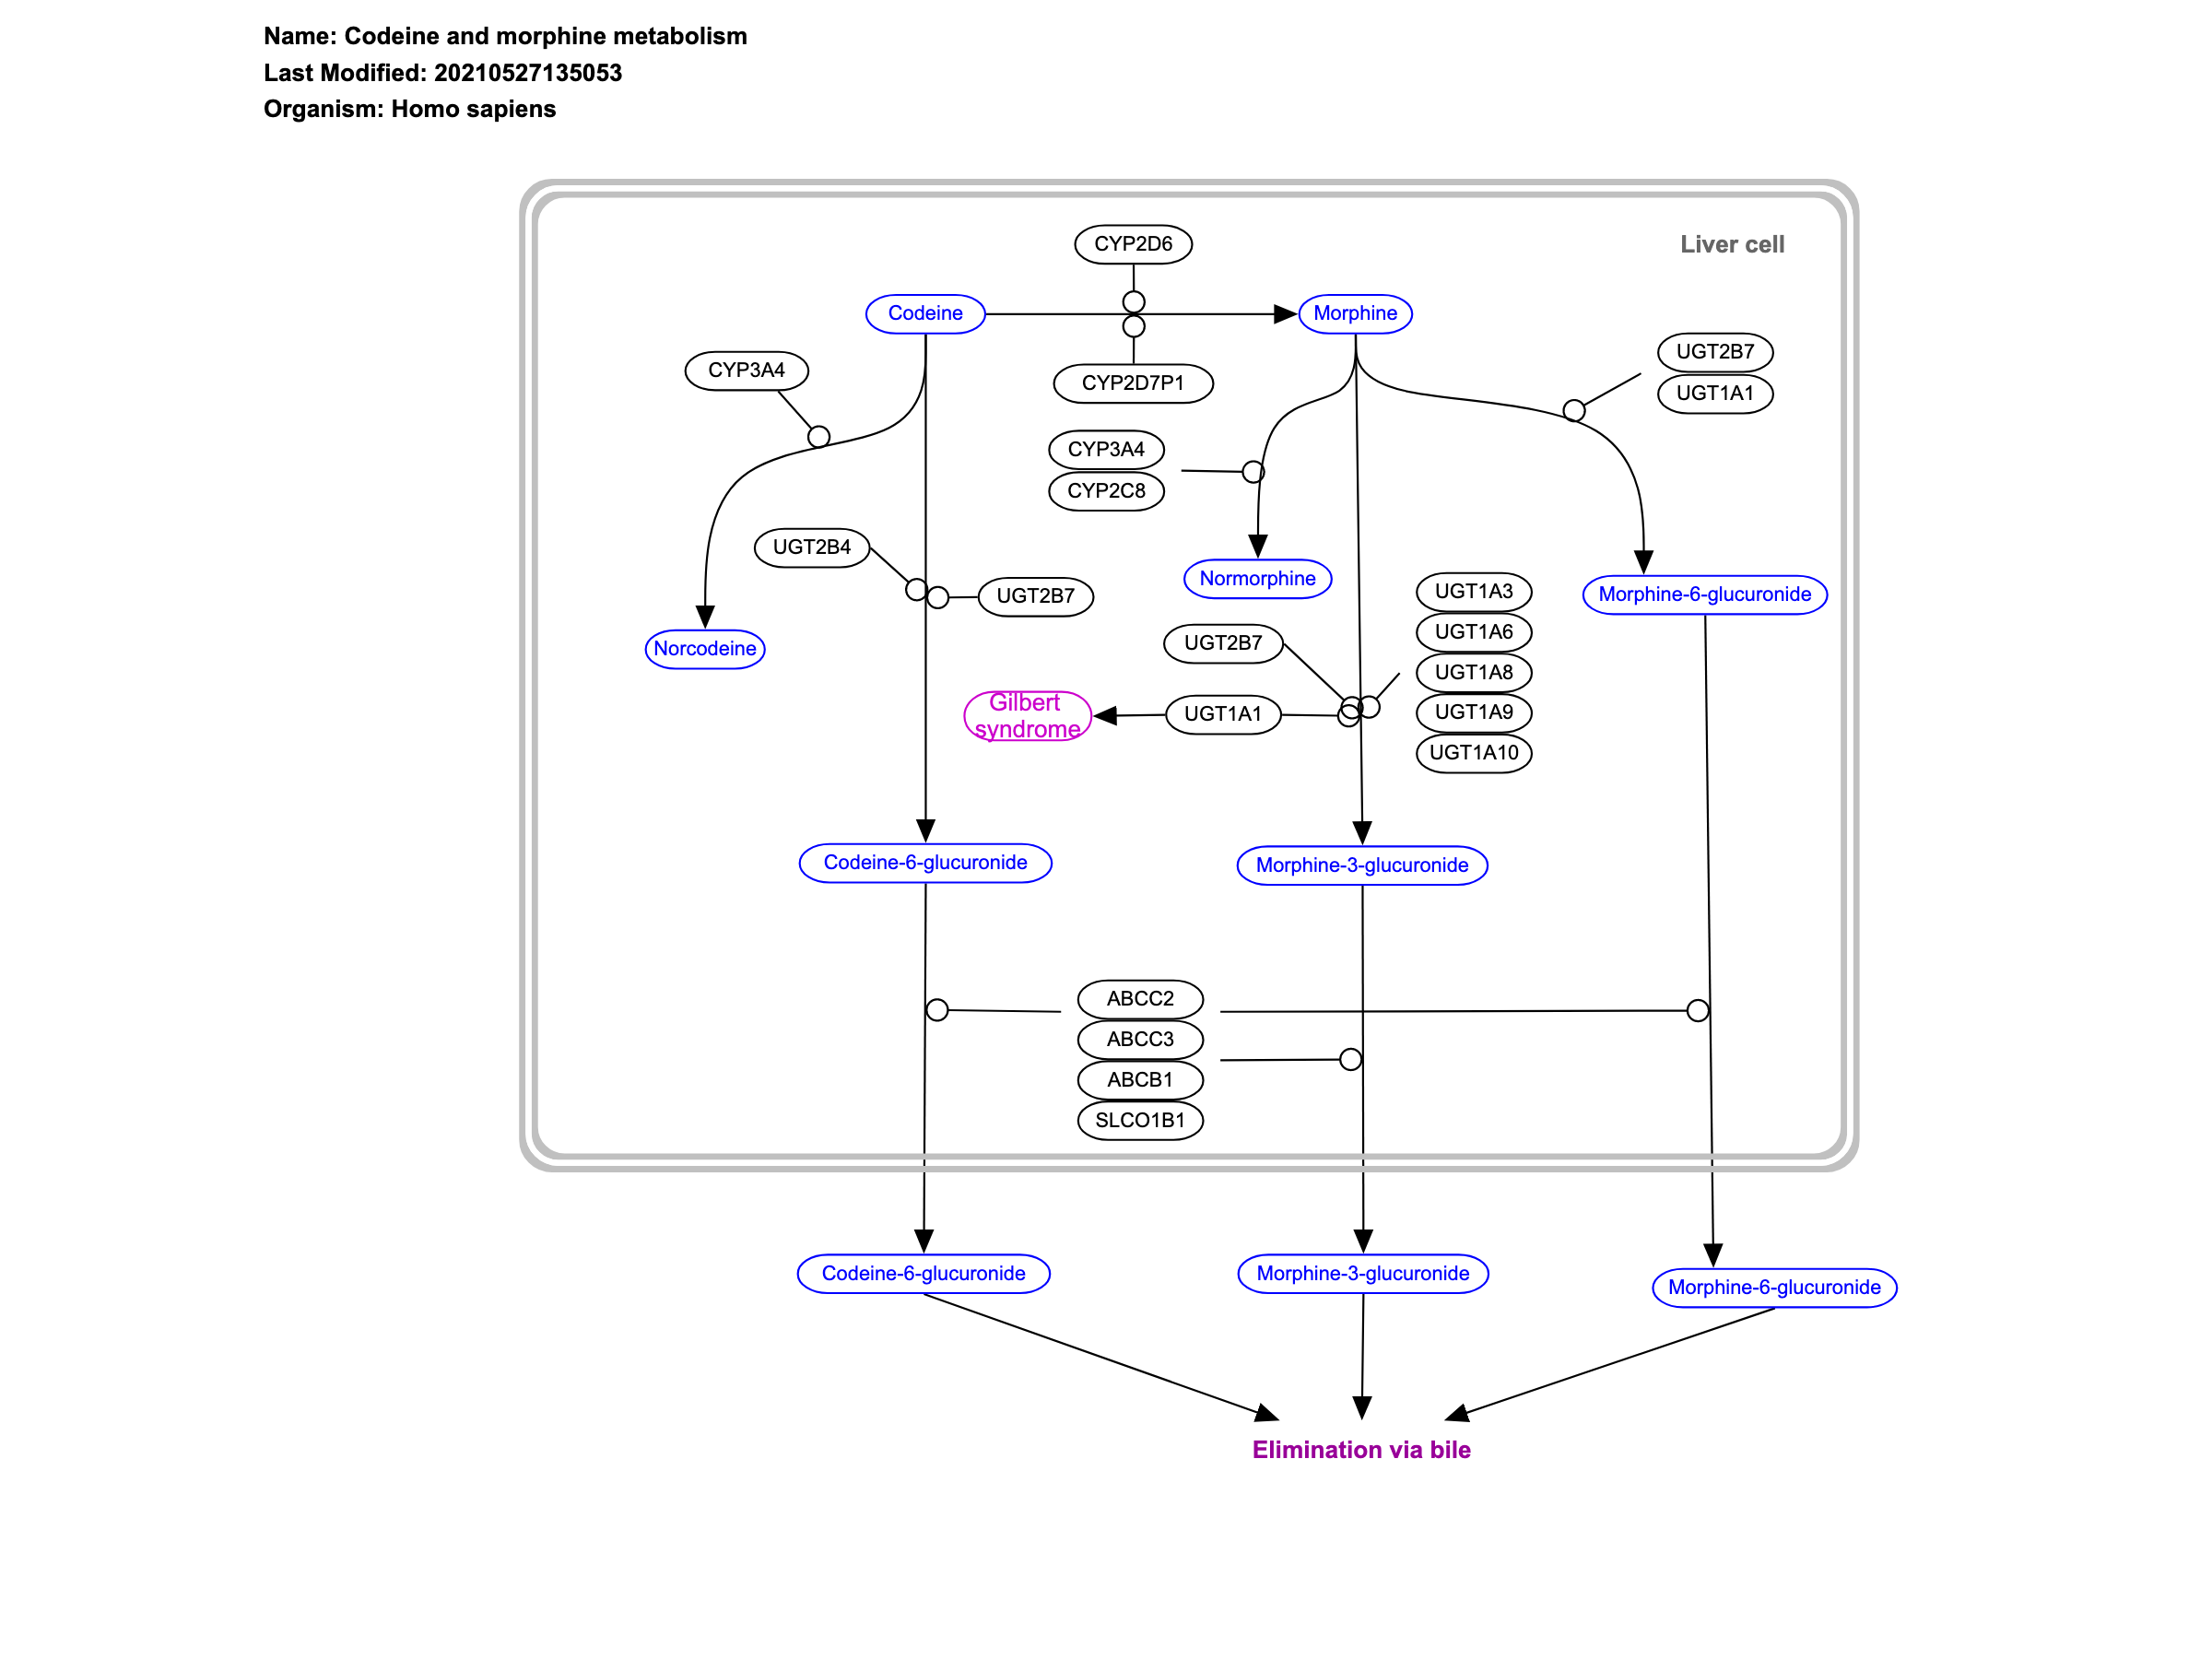 Name: Codeine and morphine metabolism
Last Modified: 20210527135053
Organism: Homo sapiens
Liver cell
CYP2D6
Codeine
Morphine
CYP3A4
CYP2D7P1
UGT2B7
UGT1A1
CYP3A4
CYP2C8
UGT2B4
UGT2B7
Normorphine
Morphine-6-glucuronide
Norcodeine
UGT2B7
UGT1A3
UGT1A6
UGT1A8
UGT1A9
UGT1A10
Gilbert
syndrome
UGT1A1
Codeine-6-glucuronide
Morphine-3-glucuronide
ABCC2
ABCC3
ABCB1
SLCO1B1
Codeine-6-glucuronide
Morphine-3-glucuronide
Morphine-6-glucuronide
Elimination via bile